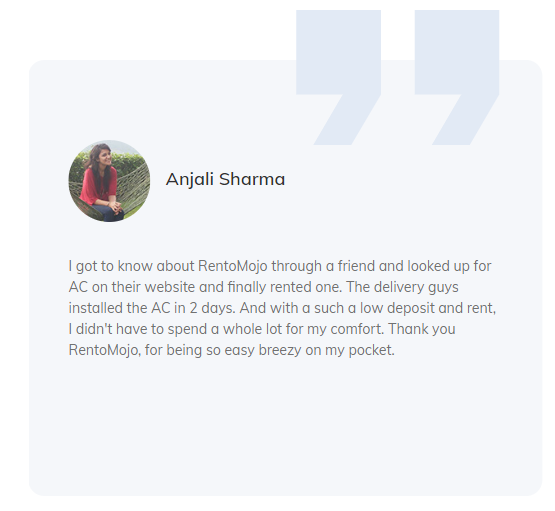 Anjali Sharma
I got to know about RentoMojo through a friend and looked up for
AC on their website and finally rented one. The delivery guys
installed the AC in 2 days. And with a such a low deposit and rent,
I didn't have to spend a whole lot for my comfort. Thank you
RentoMojo, for being so easy breezy on my pocket.